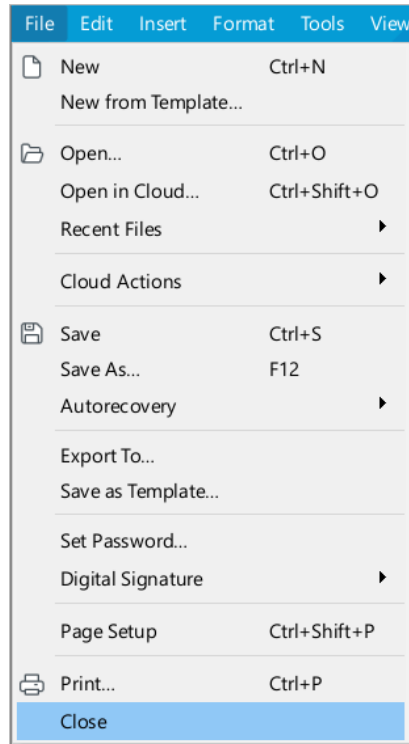 File Edit Insert Format Tools View
New Ctrl+N
New from Template...
Open... Ctrl+O
Open in Cloud... Ctrl+Shift+O
Recent Files
Cloud Actions
Save Ctrl+S
Save As... F12
Autorecovery
Export To...
Save as Template...
Set Password...
Digital Signature
Page Setup Ctrl+Shift+P
Print... Ctrl+P
Close